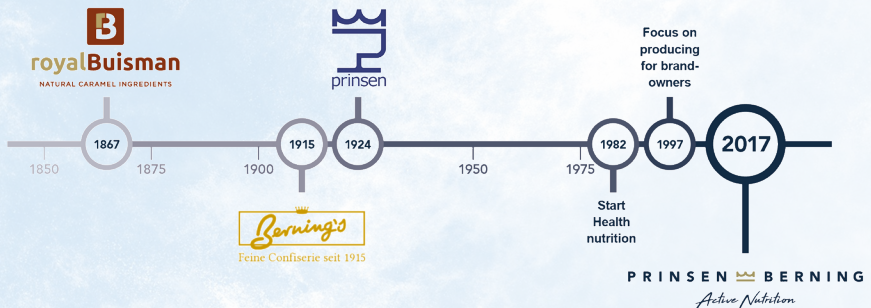 royalBuisman
NATURAL CARAMEL INGREDIENTS
prinsen
Focus on
producing
for brand-
owners
1867
1915
1924
1982
1997
2017
1850
1875
1900
1950
1975
Berning's
Feine Confiserie seit 1915
Start
Health
nutrition
PRINSEN BERNING
Active Nutrition